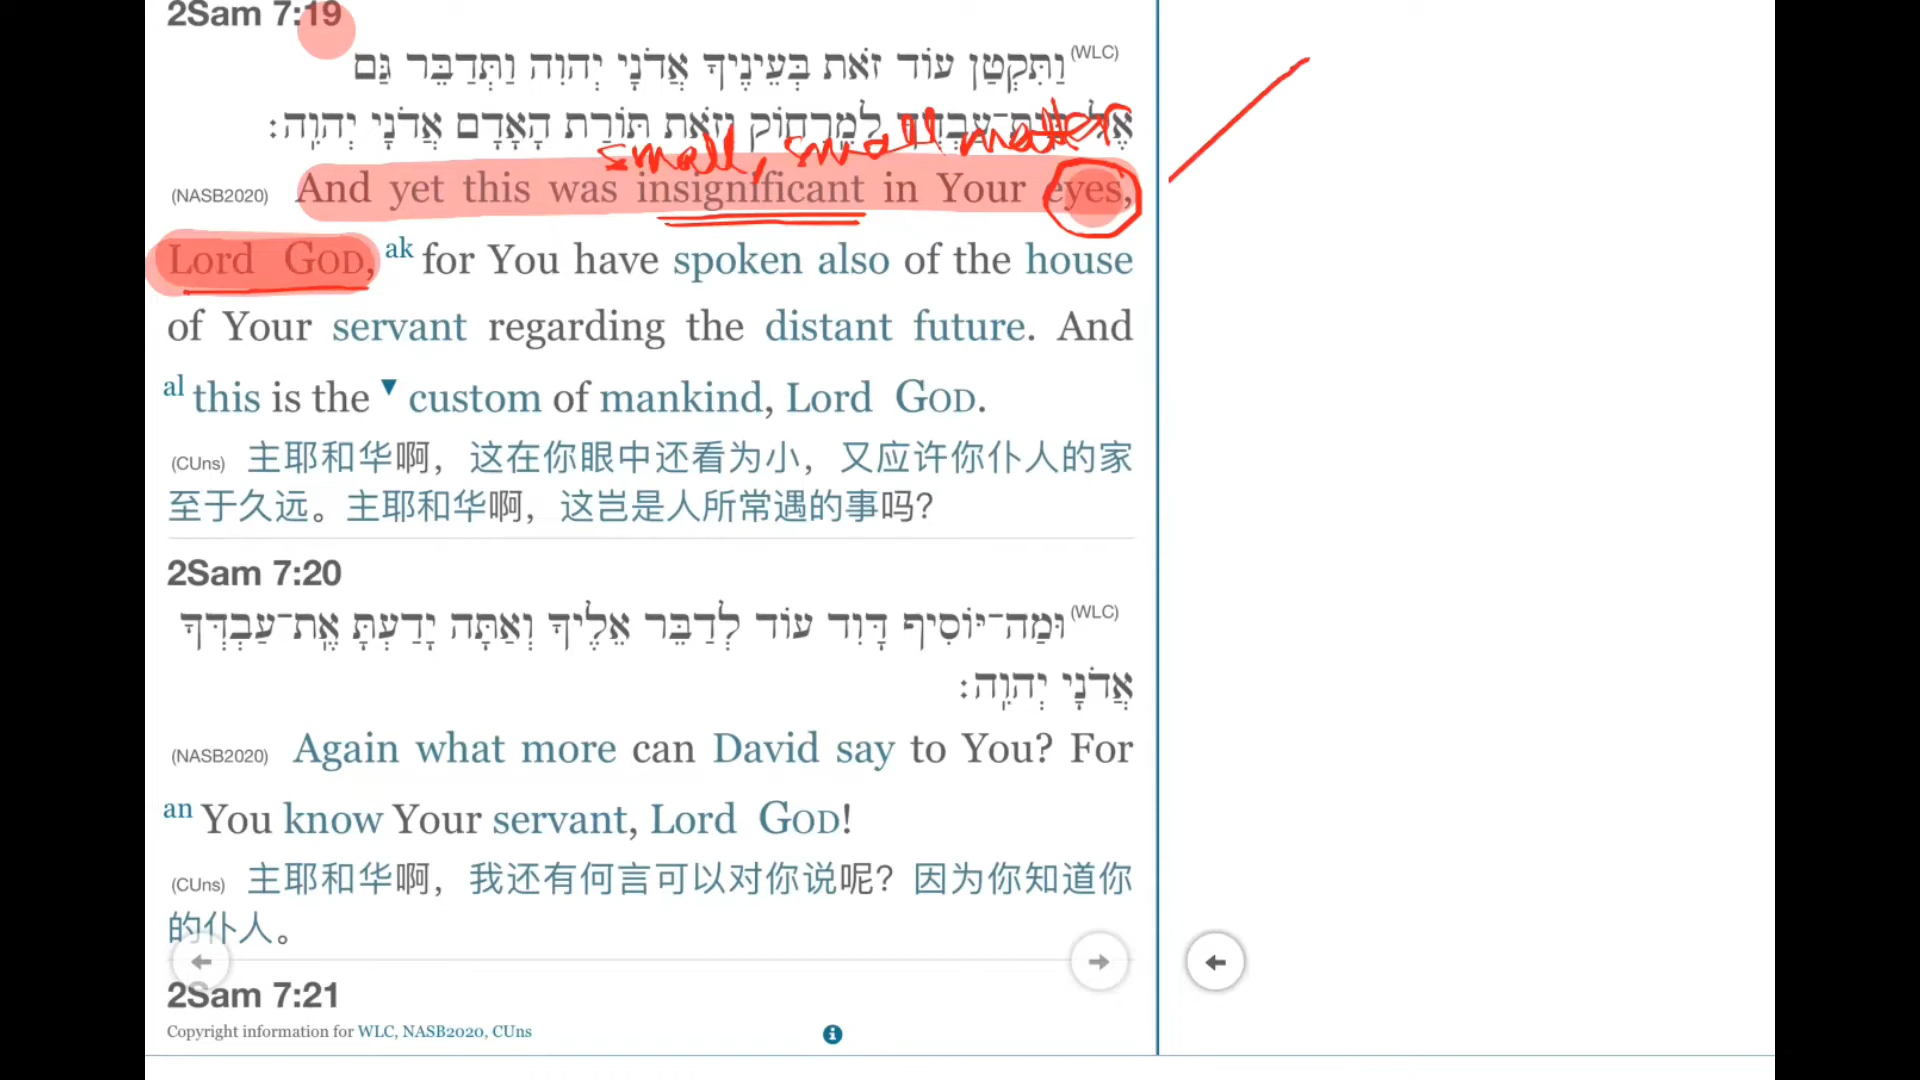 2Sam 7:19
(WLC) וַתִּקְטַן עוֹד זֹאת בְּעֵינֶיךָ אֲדֹנָי יְהוִה וַתְּדַבֵּר גַּם
אֶל־בֵּית־עַבְדְּךָ לְמֵרָחוֹק וְזֹאת תּוֹרַת הָאָדָם אֲדֹנָי יְהוִה׃
small, small matter
(NASB2020) And yet this was insignificant in Your eyes,
Lord GOD, ak for You have spoken also of the house
of Your servant regarding the distant future. And
al this is the ▼ custom of mankind, Lord GOD.
(CUns) 主耶和华啊，这在你眼中还看为小，又应许你仆人的家
至于久远。主耶和华啊，这岂是人所常遇的事吗？
2Sam 7:20
(WLC) וּמַה־יּוֹסִיף דָּוִד עוֹד לְדַבֵּר אֵלֶיךָ וְאַתָּה יָדַעְתָּ אֶת־עַבְדְּךָ
אֲדֹנָי יְהוִה׃
(NASB2020) Again what more can David say to You? For
an You know Your servant, Lord GOD!
(CUns) 主耶和华啊，我还有何言可以对你说呢？因为你知道你
的仆人。
2Sam 7:21
Copyright information for WLC, NASB2020, CUns